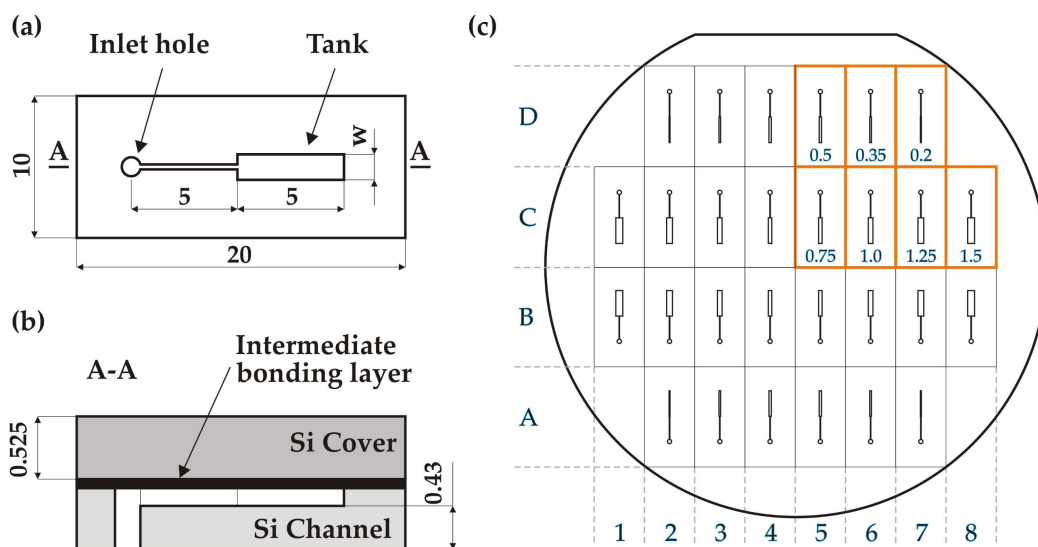 (a)
Inlet hole
Tank
A
A
10
W
5
5
20
(b)
A-A
Intermediate
bonding layer
0.525
Si Cover
0.43
Si Channel
(c)
D
0.5 0.35 0.2
C
0.75 1.0 1.25 1.5
B
A
1 2 3 4 5 6 7 8